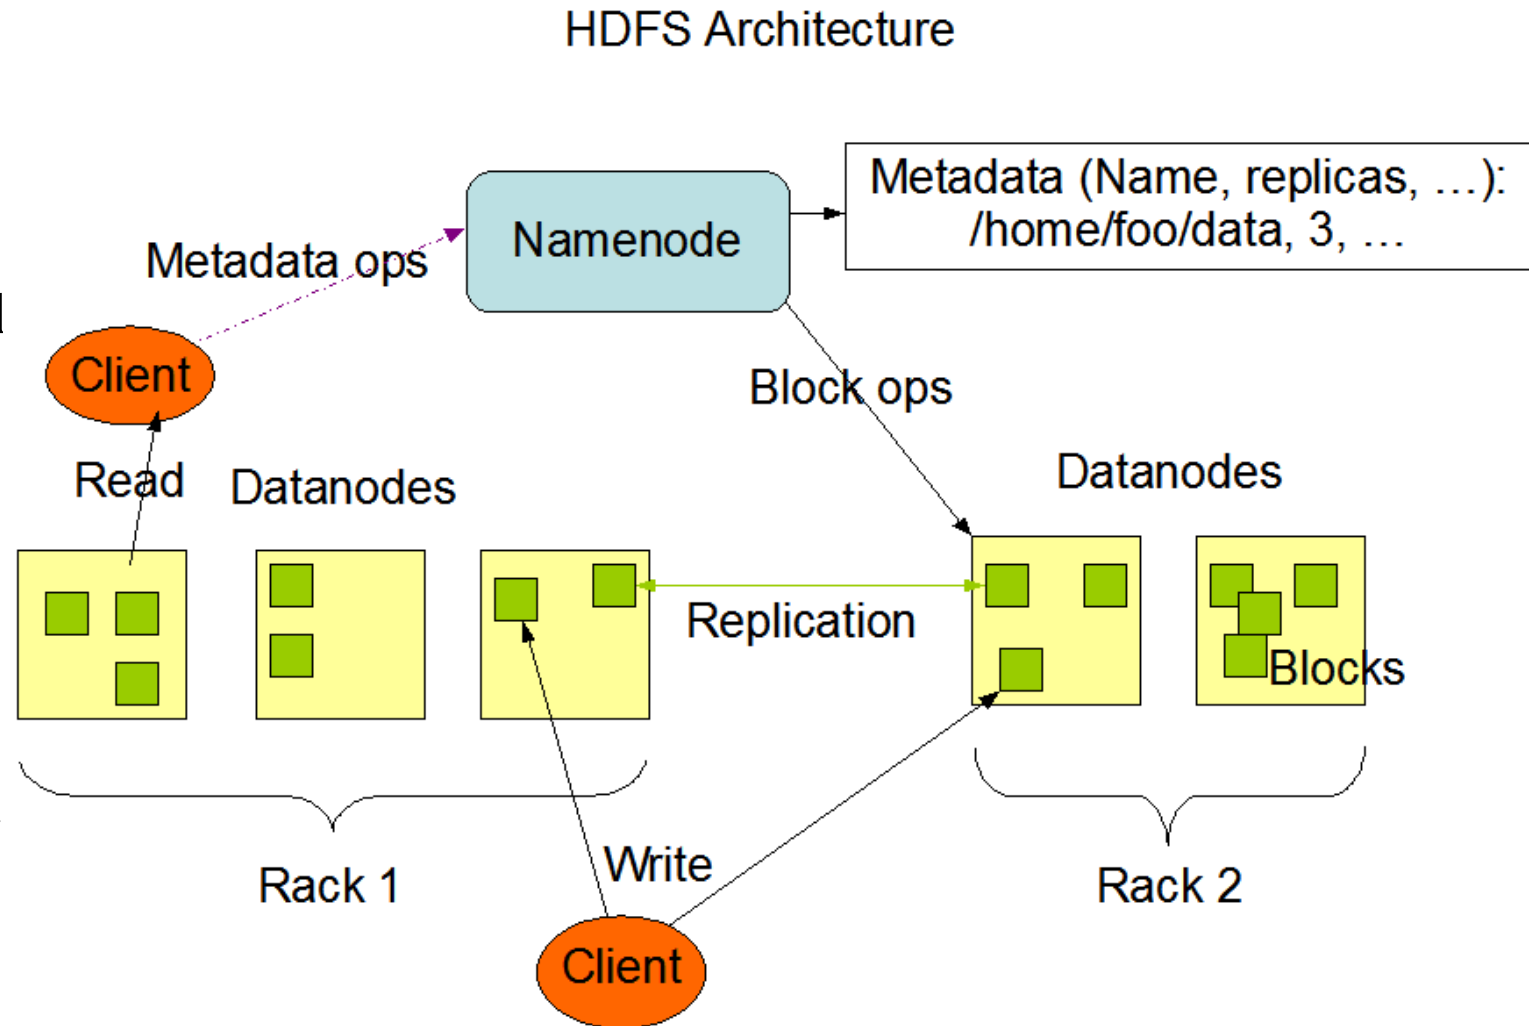 HDFS Architecture
Metadata (Name, replicas, …):
/home/foo/data, 3, …
Namenode
Metadata ops
Client
Block ops
Read
Datanodes
Datanodes
Replication
Blocks
Write
Rack 1
Rack 2
Client